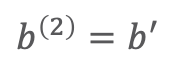 b⁽²⁾ = b′